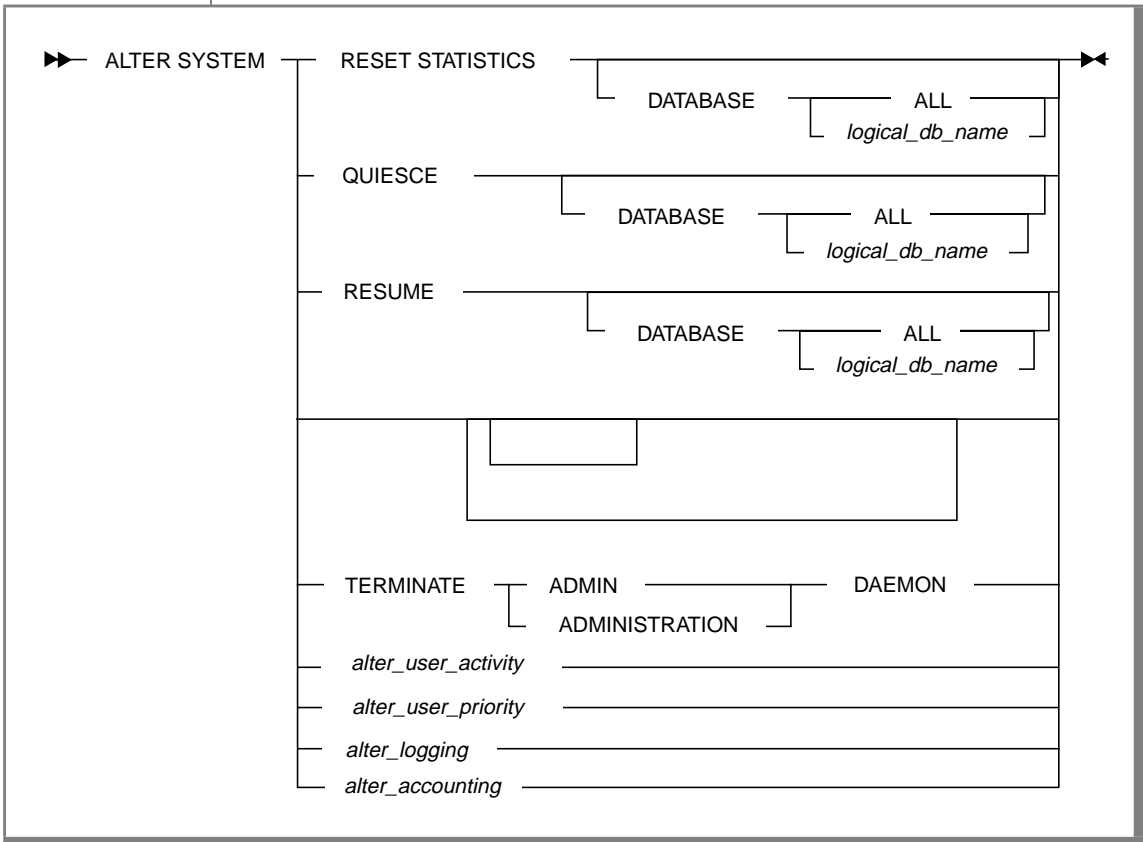 ALTER SYSTEM RESET STATISTICS
DATABASE ALL
logical_db_name
QUIESCE
DATABASE ALL
logical_db_name
RESUME
DATABASE ALL
logical_db_name
TERMINATE ADMIN DAEMON
ADMINISTRATION
alter_user_activity
alter_user_priority
alter_logging
alter_accounting